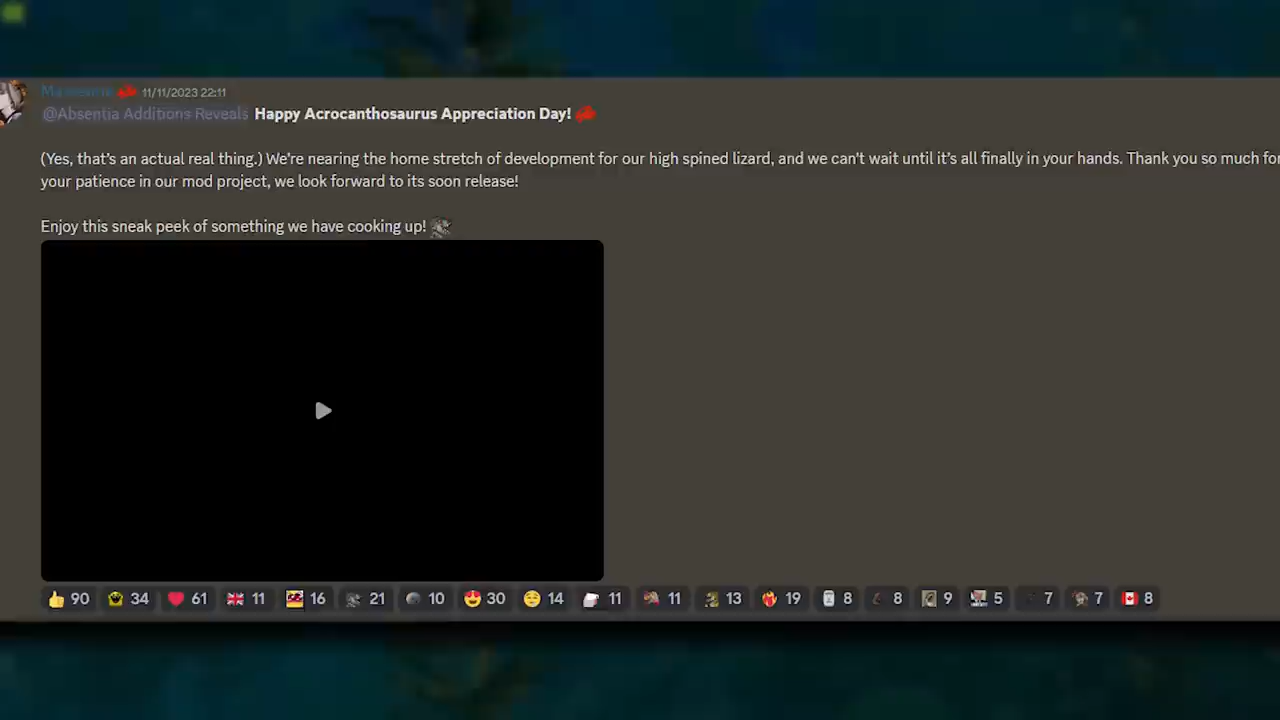 11/11/2023 22:11
@Absentia Additions Reveals Happy Acrocanthosaurus Appreciation Day!
(Yes, that's an actual real thing.) We're nearing the home stretch of development for our high spined lizard, and we can't wait until it's all finally in your hands. Thank you so much for
your patience in our mod project, we look forward to its soon release!
Enjoy this sneak peek of something we have cooking up!
90 34 61 11 16 21 10 30 14 11 11 13 19 8 8 9 5 7 7 8